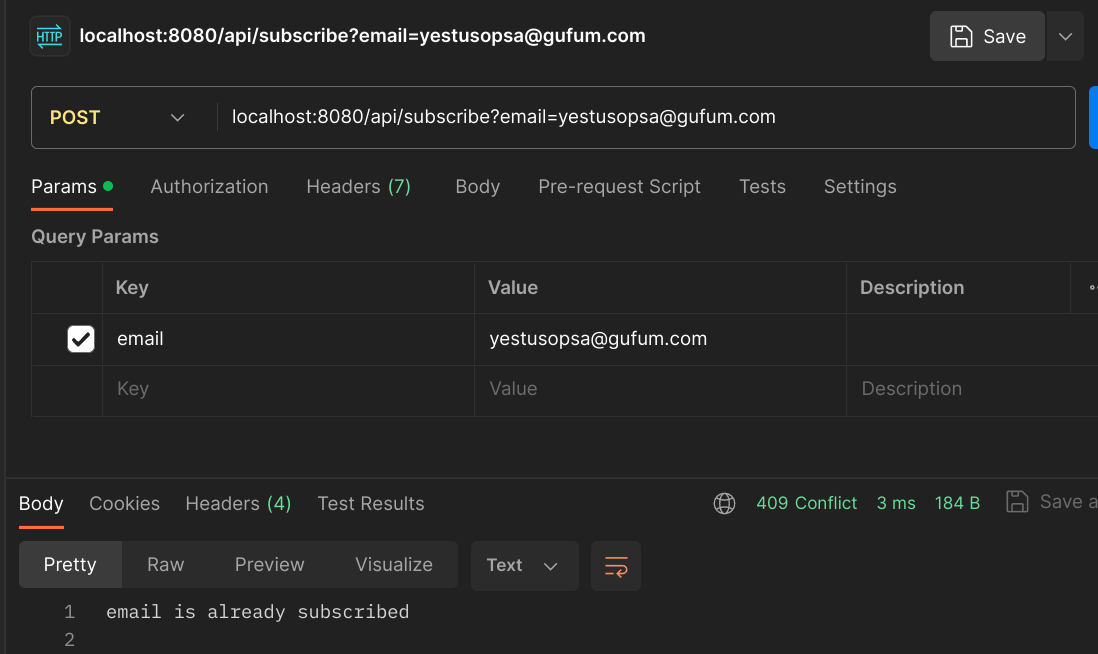 HTTP localhost:8080/api/subscribe?email=yestusopsa@gufum.com Save
POST localhost:8080/api/subscribe?email=yestusopsa@gufum.com
Params Authorization Headers (7) Body Pre-request Script Tests Settings
Query Params
Key Value Description
email yestusopsa@gufum.com
Key Value Description
Body Cookies Headers (4) Test Results 409 Conflict 3 ms 184 B Save a
Pretty Raw Preview Visualize Text
1 email is already subscribed
2